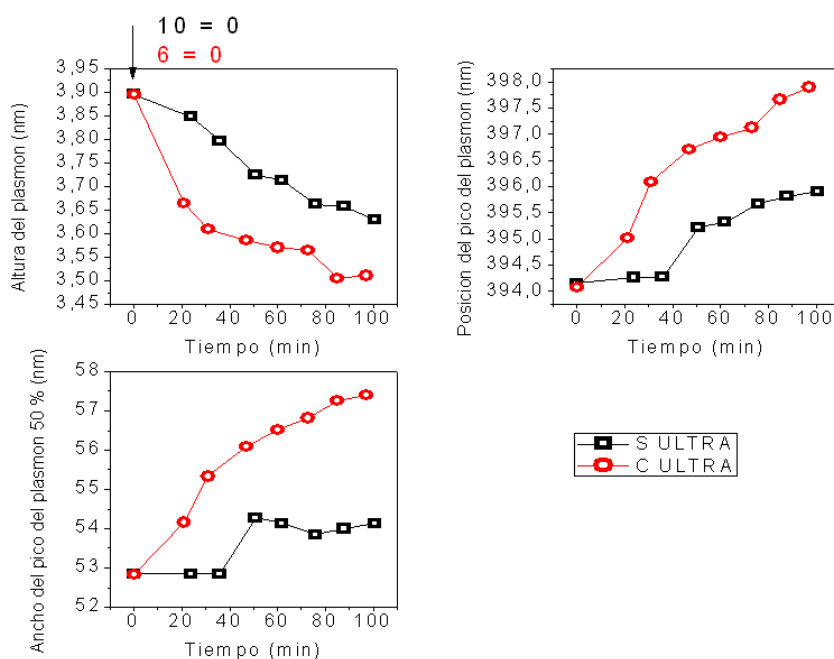 10 = 0
6 = 0
Altura del plasmon (nm)
3,95
3,90
3,85
3,80
3,75
3,70
3,65
3,60
3,55
3,50
3,45
0 20 40 60 80 100
Tiempo (min)
Posicion del pico del plasmon (nm)
398,0
397,5
397,0
396,5
396,0
395,5
395,0
394,5
394,0
0 20 40 60 80 100
Tiempo (min)
Ancho del pico del plasmon 50 % (nm)
58
57
56
55
54
53
52
0 20 40 60 80 100
Tiempo (min)
S ULTRA
C ULTRA